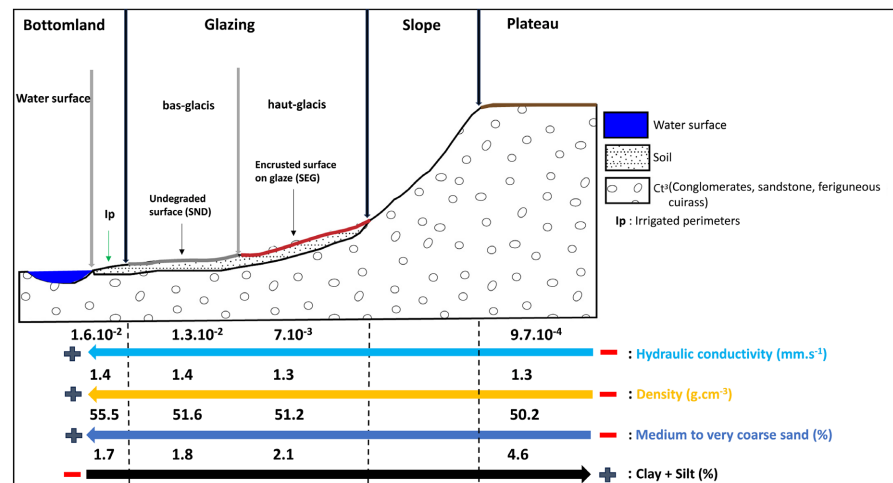 Bottomland Glazing Slope Plateau
Water surface bas-glacis haut-glacis
Encrusted surface
on glaze (SEG)
Undegraded
surface (SND)
Ip
Water surface
Soil
Ct³(Conglomerates, sandstone, feriguneous
cuirass)
Ip : Irrigated perimeters
1.6.10⁻² 1.3.10⁻² 7.10⁻³ 9.7.10⁻⁴
+ − : Hydraulic conductivity (mm.s⁻¹)
1.4 1.4 1.3 1.3
+ − : Density (g.cm⁻³)
55.5 51.6 51.2 50.2
+ − : Medium to very coarse sand (%)
1.7 1.8 2.1 4.6
− + : Clay + Silt (%)